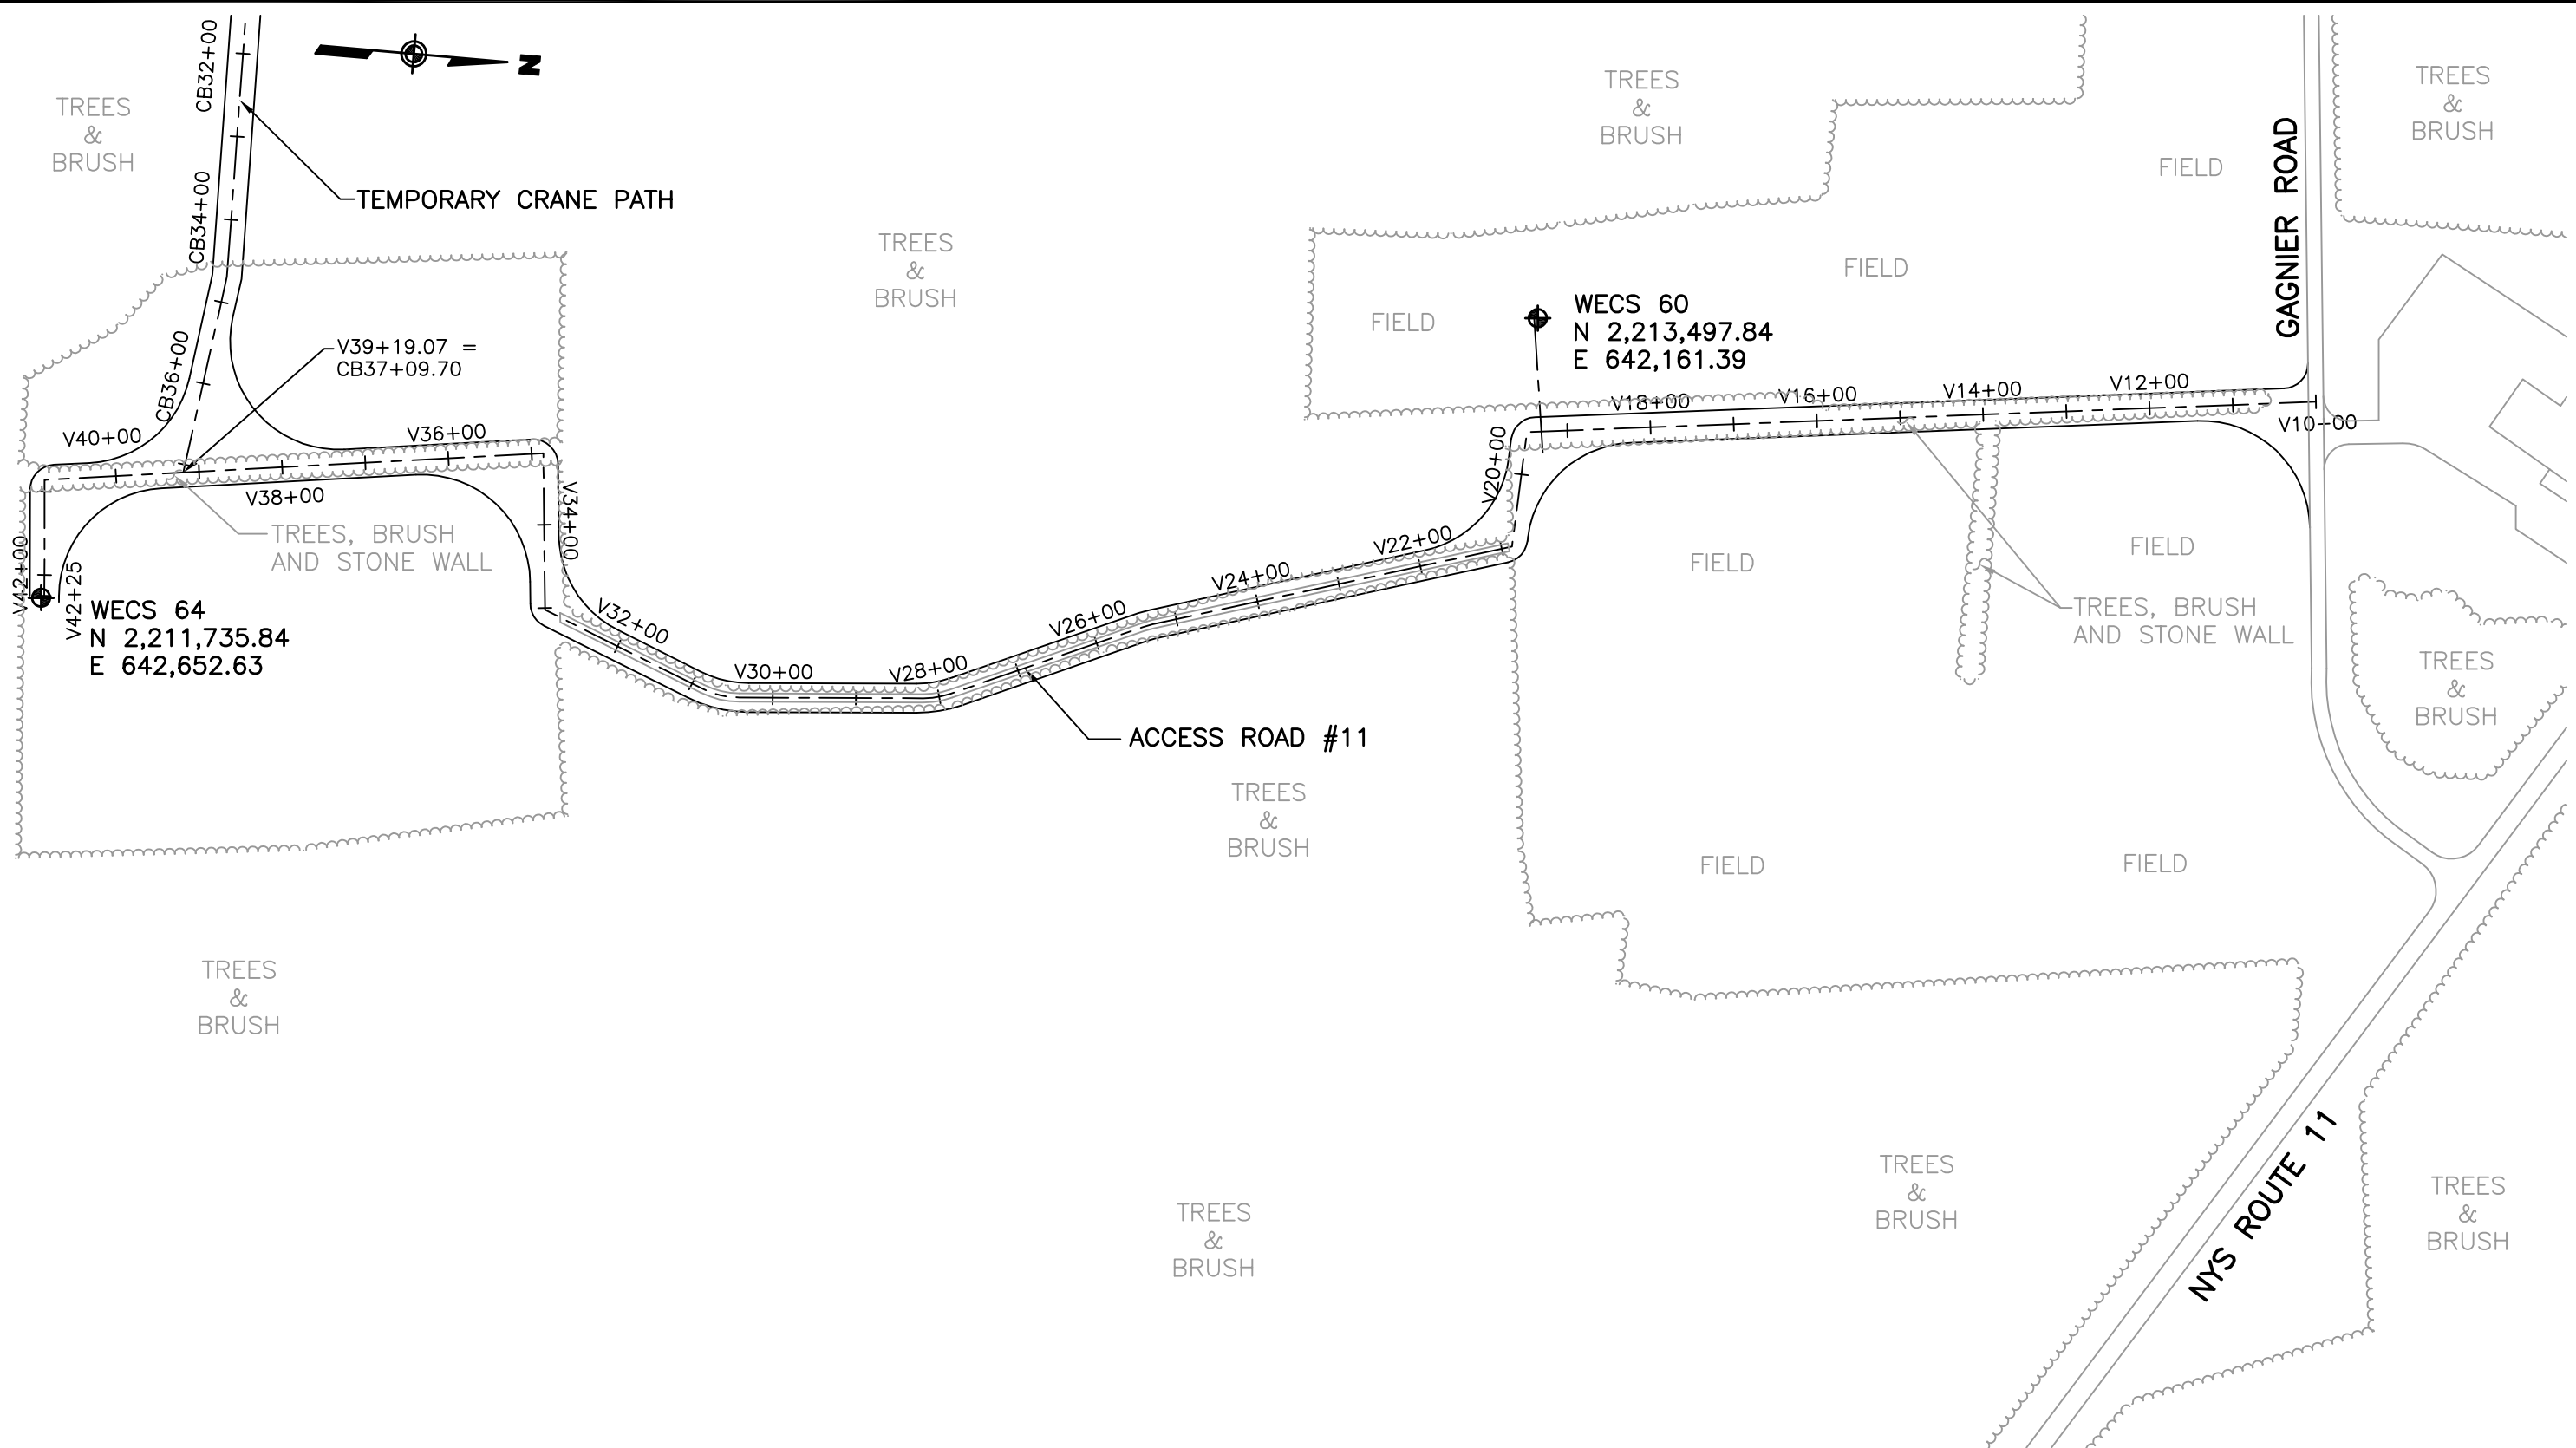 CB32+00
N
TREES
&
BRUSH
TEMPORARY CRANE PATH
CB34+00
TREES
&
BRUSH
TREES
&
BRUSH
TREES
&
BRUSH
FIELD
GAGNIER ROAD
FIELD
FIELD
WECS 60
N 2,213,497.84
E 642,161.39
CB36+00
V39+19.07 =
CB37+09.70
V40+00
V38+00
V36+00
V34+00
V42+00
V42+25
TREES, BRUSH
AND STONE WALL
WECS 64
N 2,211,735.84
E 642,652.63
V32+00
V30+00
V28+00
V26+00
V24+00
V22+00
V20+00
V18+00
V16+00
V14+00
V12+00
V10+00
ACCESS ROAD #11
FIELD
FIELD
TREES, BRUSH
AND STONE WALL
TREES
&
BRUSH
TREES
&
BRUSH
FIELD
FIELD
TREES
&
BRUSH
TREES
&
BRUSH
TREES
&
BRUSH
NYS ROUTE 11
TREES
&
BRUSH